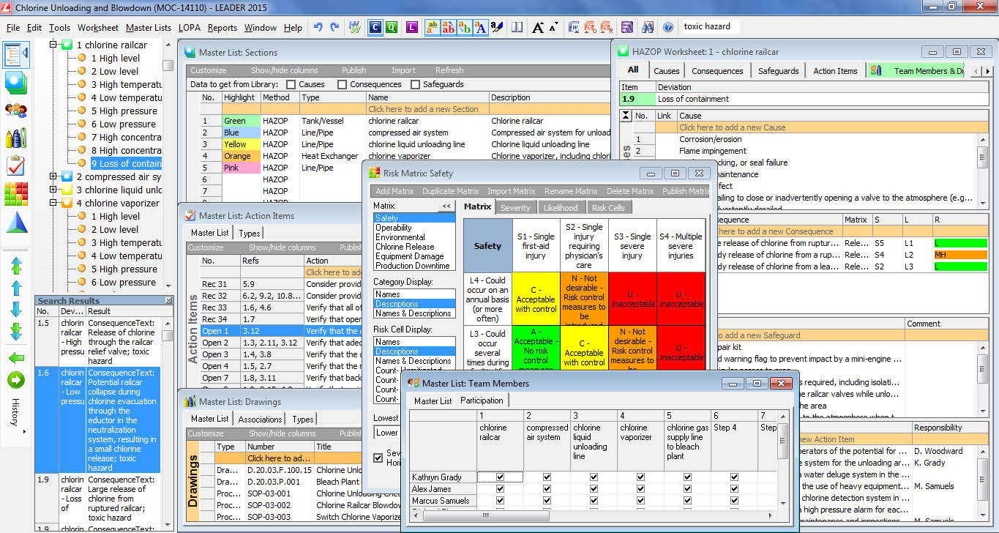 Chlorine Unloading and Blowdown (MOC-14110) - LEADER 2015
File Edit Tools Worksheet Master Lists LOPA Reports Window Help
toxic hazard
1 chlorine railcar
1 High level
2 Low level
3 High temperatu
4 Low temperatu
5 High pressure
6 Low pressure
7 High concentra
8 High concentra
9 Loss of contain
2 compressed air sy
3 chlorine liquid unlo
4 chlorine vaporizer
1 High level
2 Low level
3 High temperatu
4 Low temperatu
5 High pressure
6 Low pressure
History
Search Results
No. Dev... Result
1.5 chlorin railcar - High pressu
ConsequenceText:
Release of chlorine
through the railcar
relief valve; toxic
hazard
1.6 chlorin railcar - Low pressu
ConsequenceText:
Potential railcar
collapse during
chlorine evacuation
through the
eductor in the
neutralization
system, resulting in
a small chlorine
release; toxic
hazard
1.9 chlorin railcar - Loss of
ConsequenceText:
Large release of
chlorine from
ruptured railcar;
toxic hazard
1.9 chlorin ConsequenceText:
Master List: Sections
Customize Show/hide columns Publish Import Refresh
Data to get from Library: Causes Consequences Safeguards
No. Highlight Method Type Name Description
Click here to add a new Section
1 Green HAZOP Tank/Vessel chlorine railcar Chlorine railcar
2 Blue HAZOP Line/Pipe compressed air system Compressed air system for unload
3 Yellow HAZOP Line/Pipe chlorine liquid unloading line Chlorine liquid unloading line
4 Orange HAZOP Heat Exchanger chlorine vaporizer Chlorine vaporizer, including chlori
5 Pink HAZOP Line/Pipe
6 HAZOP
7 HAZOP
Master List: Action Items
Master List Types
Customize Show/hide columns Publish
No. Refs Action
Click here to add
Action Items
Rec 31 5.9 Consider provid
Rec 32 6.2, 9.2, 10.8... Consider provid
Rec 33 1.6, 4.6 Verify that all of
Rec 34 1.7 Verify that oper
Open 1 3.12 Verify that the e
Open 2 1.3, 2.11, 3.12 Verify that adec
Open 3 1.4, 3.8 Verify that the c
Open 4 1.5, 2.7 Verify that the r
Open 7 1.8, 3.11 Verify that back
Master List: Drawings
Master List Associations Types
Customize Show/hide columns Publish
Type Number Title
Click here to ad...
Drawings
Dra... D.20.03.F.100.15 Chlorine Unlo
Dra... D.20.03.P.001 Bleach Plant
Proc... SOP-03-001 Chlorine Unloading Chec
Proc... SOP-03-002 Chlorine Railcar Blowdow
Proc... SOP-03-003 Switch Chlorine Vaporize
Risk Matrix: Safety
Add Matrix Duplicate Matrix Import Matrix Rename Matrix Delete Matrix Publish Matrix
Matrix: <<
Safety
Operability
Environmental
Chlorine Release
Equipment Damage
Production Downtime
Category Display:
Names
Descriptions
Names & Descriptions
Risk Cell Display:
Names
Descriptions
Names & Descriptions
Count- Unmitigated
Count-
Count-
Count-
Lowest
Lower
Sev
Hori
Matrix Severity Likelihood Risk Cells
Safety
S1 - Single first-aid injury
S2 - Single injury requiring physician's care
S3 - Single severe injury
S4 - Multiple severe injuries
L4 - Could occur on an annual basis (or more often)
C - Acceptable with control
N - Not desirable - Risk control measures to be introduced
U - Unacceptable
U - Unacceptable
L3 - Could occur several times during
A - Acceptable - No risk control
C - Acceptable with control
N - Not desirable - Risk control measures to be
U - Unacceptable
HAZOP Worksheet: 1 - chlorine railcar
All Causes Consequences Safeguards Action Items Team Members & Dr
Item Deviation
1.9 Loss of containment
No. Link Cause
Click here to add a new Cause
1 Corrosion/erosion
2 Flame impingement
cking, or seal failure
maintenance
fect
ailing to close or inadvertently opening a valve to the atmosphere (e.g...
advertently derailed
sequence Matrix S L R
here to add a new Consequence
e release of chlorine from ruptur... Rele... S5 L1 L
dy release of chlorine from a rup... Rele... S4 L2 MH
dy release of chlorine from a lea... Rele... S2 L3 L
Comment
to add a new Safeguard
pair kit
d warning flag to prevent impact by a mini-engine ...
s required, including isolati...
he railcar valves while unlo...
the area
to the atmosphere when t
Responsibility
new Action Item
perators of the potential for ... D. Woodward
e system for the unloading ar... K. Grady
a water deluge system in the ...
the use of heavy equipment... M. Samuels
chlorine detection system in ...
a high pressure alarm for eac...
maintenance and inspections M. Samuels
Master List: Team Members
Master List Participation
1 2 3 4 5 6 7
chlorine railcar
compressed air system
chlorine liquid unloading line
chlorine vaporizer
chlorine gas supply line to bleach plant
Step 4
Step
Kathryn Grady
Alex James
Marcus Samuels